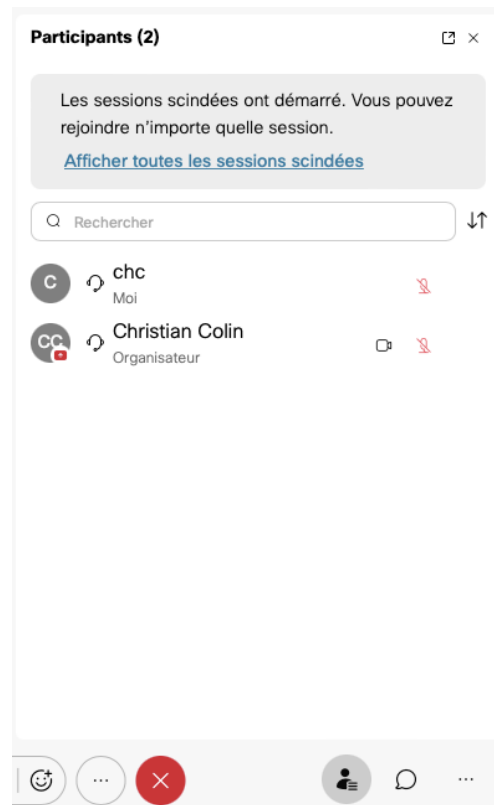 Participants (2)
Les sessions scindées ont démarré. Vous pouvez
rejoindre n’importe quelle session.
Afficher toutes les sessions scindées
Rechercher
C chc
Moi
CC Christian Colin
Organisateur